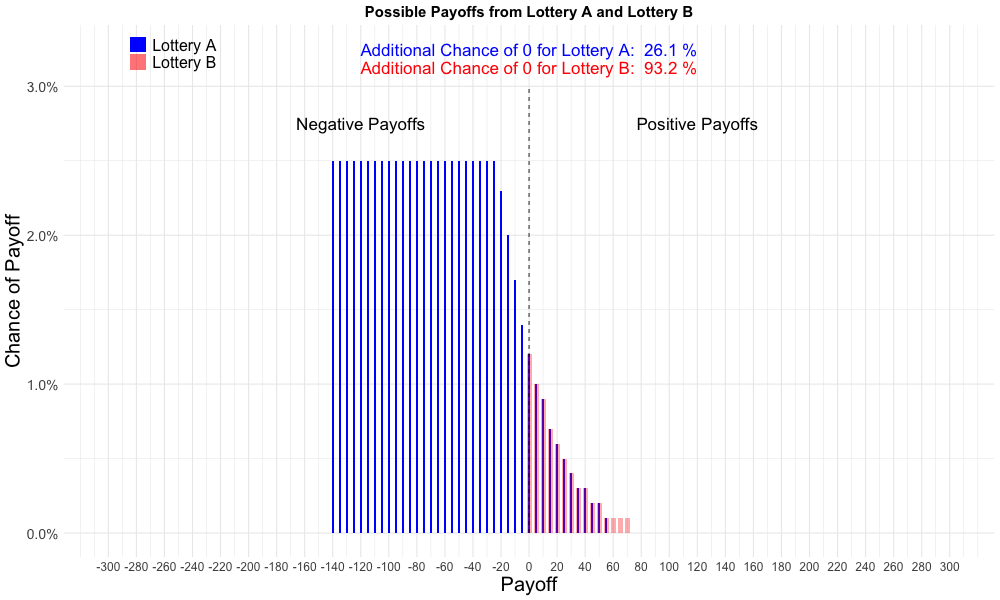 Possible Payoffs from Lottery A and Lottery B
Lottery A
Lottery B
Additional Chance of 0 for Lottery A: 26.1 %
Additional Chance of 0 for Lottery B: 93.2 %
Negative Payoffs
Positive Payoffs
Chance of Payoff
3.0%
2.0%
1.0%
0.0%
-300 -280 -260 -240 -220 -200 -180 -160 -140 -120 -100 -80 -60 -40 -20 0 20 40 60 80 100 120 140 160 180 200 220 240 260 280 300
Payoff